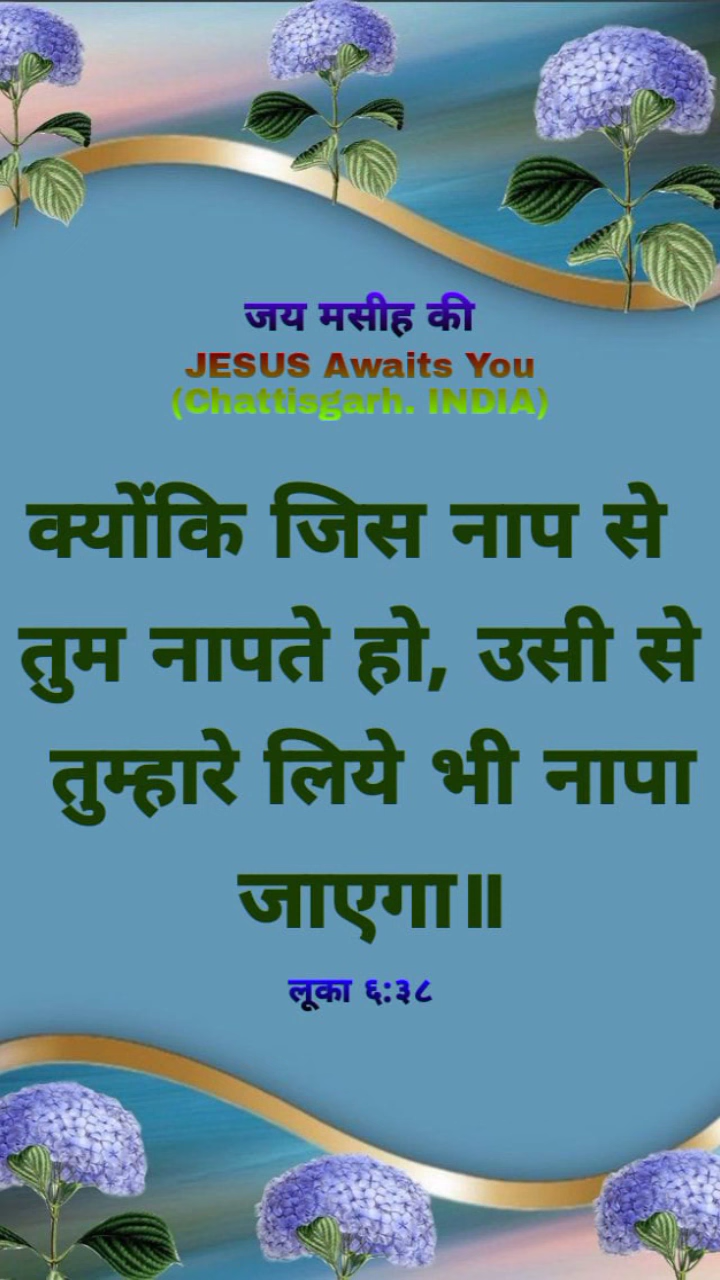 जय मसीह की
JESUS Awaits You
(Chattisgarh. INDIA)
क्योंकि जिस नाप से
तुम नापते हो, उसी से
तुम्हारे लिये भी नापा
जाएगा॥
लूका ६:३८